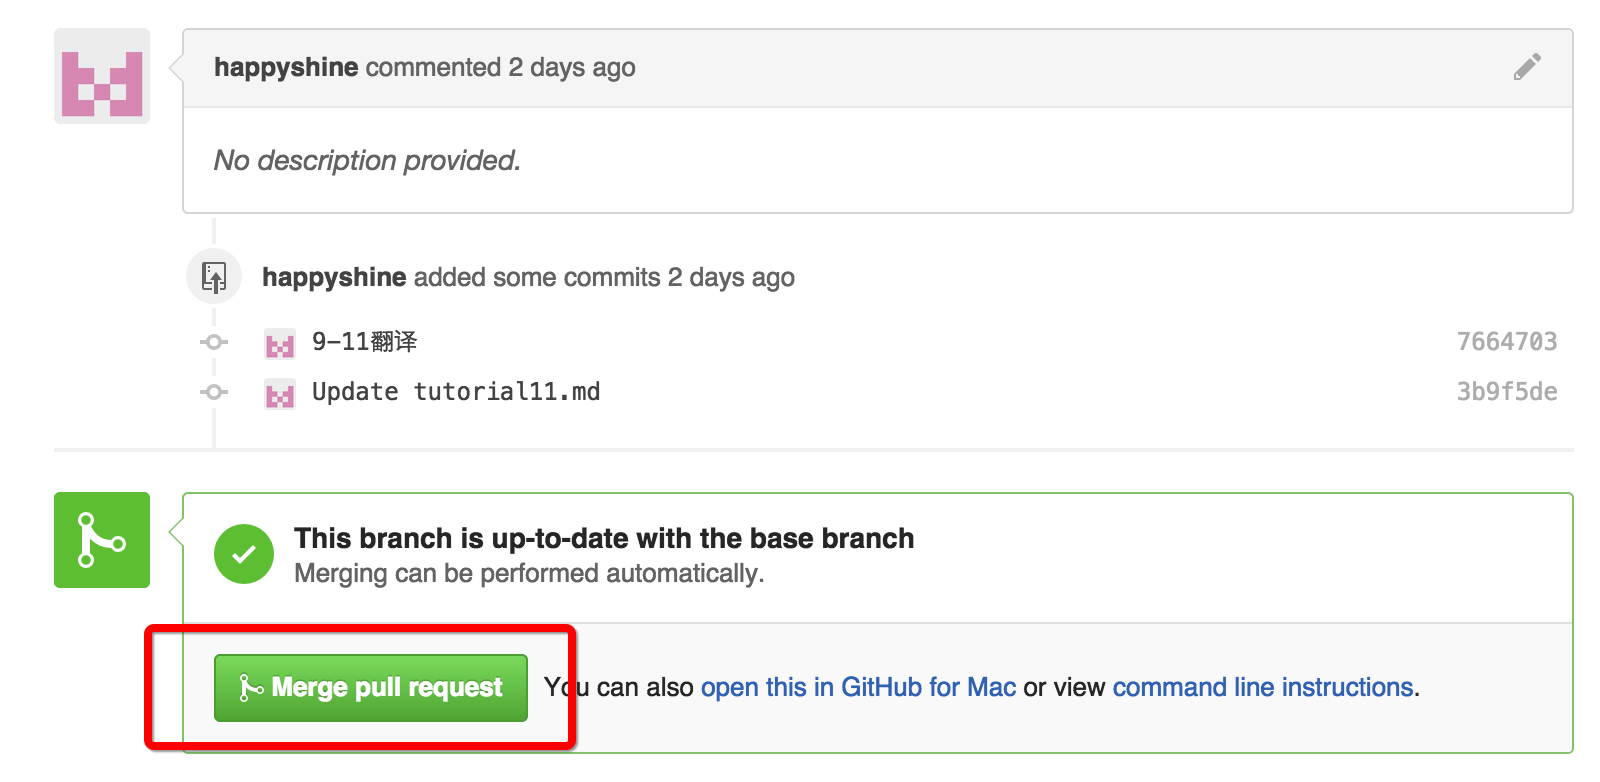 happyshine commented 2 days ago
No description provided.
happyshine added some commits 2 days ago
9-11翻译 7664703
Update tutorial11.md 3b9f5de
This branch is up-to-date with the base branch
Merging can be performed automatically.
Merge pull request You can also open this in GitHub for Mac or view command line instructions.